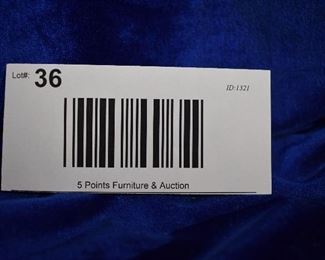 Lot#: 36
ID:1321
5 Points Furniture & Auction